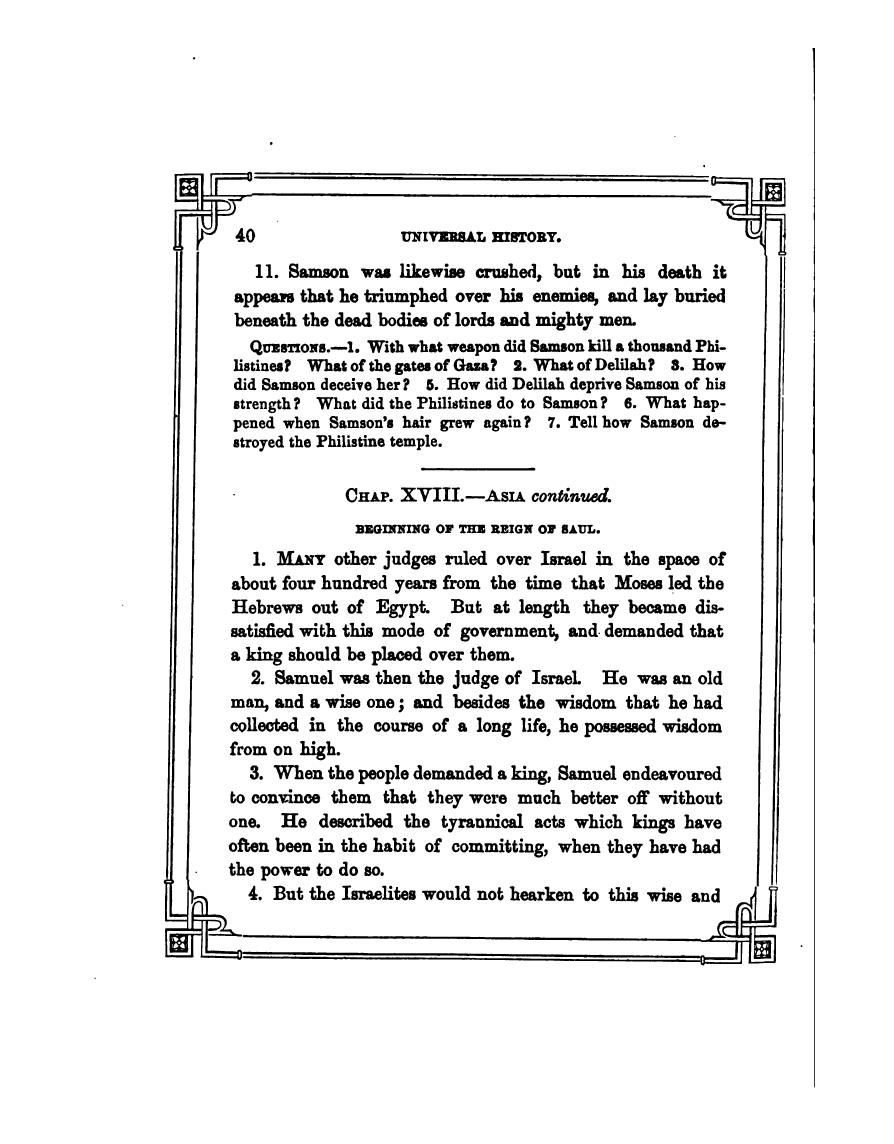 40 UNIVERSAL HISTORY.
11. Samson was likewise crushed, but in his death it
appears that he triumphed over his enemies, and lay buried
beneath the dead bodies of lords and mighty men.
QUESTIONS.—1. With what weapon did Samson kill a thousand Phi-
listines? What of the gates of Gaza? 2. What of Delilah? 3. How
did Samson deceive her? 5. How did Delilah deprive Samson of his
strength? What did the Philistines do to Samson? 6. What hap-
pened when Samson's hair grew again? 7. Tell how Samson de-
stroyed the Philistine temple.
CHAP. XVIII.—ASIA continued.
BEGINNING OF THE REIGN OF SAUL.
1. MANY other judges ruled over Israel in the space of
about four hundred years from the time that Moses led the
Hebrews out of Egypt. But at length they became dis-
satisfied with this mode of government, and demanded that
a king should be placed over them.
2. Samuel was then the judge of Israel. He was an old
man, and a wise one; and besides the wisdom that he had
collected in the course of a long life, he possessed wisdom
from on high.
3. When the people demanded a king, Samuel endeavoured
to convince them that they were much better off without
one. He described the tyrannical acts which kings have
often been in the habit of committing, when they have had
the power to do so.
4. But the Israelites would not hearken to this wise and